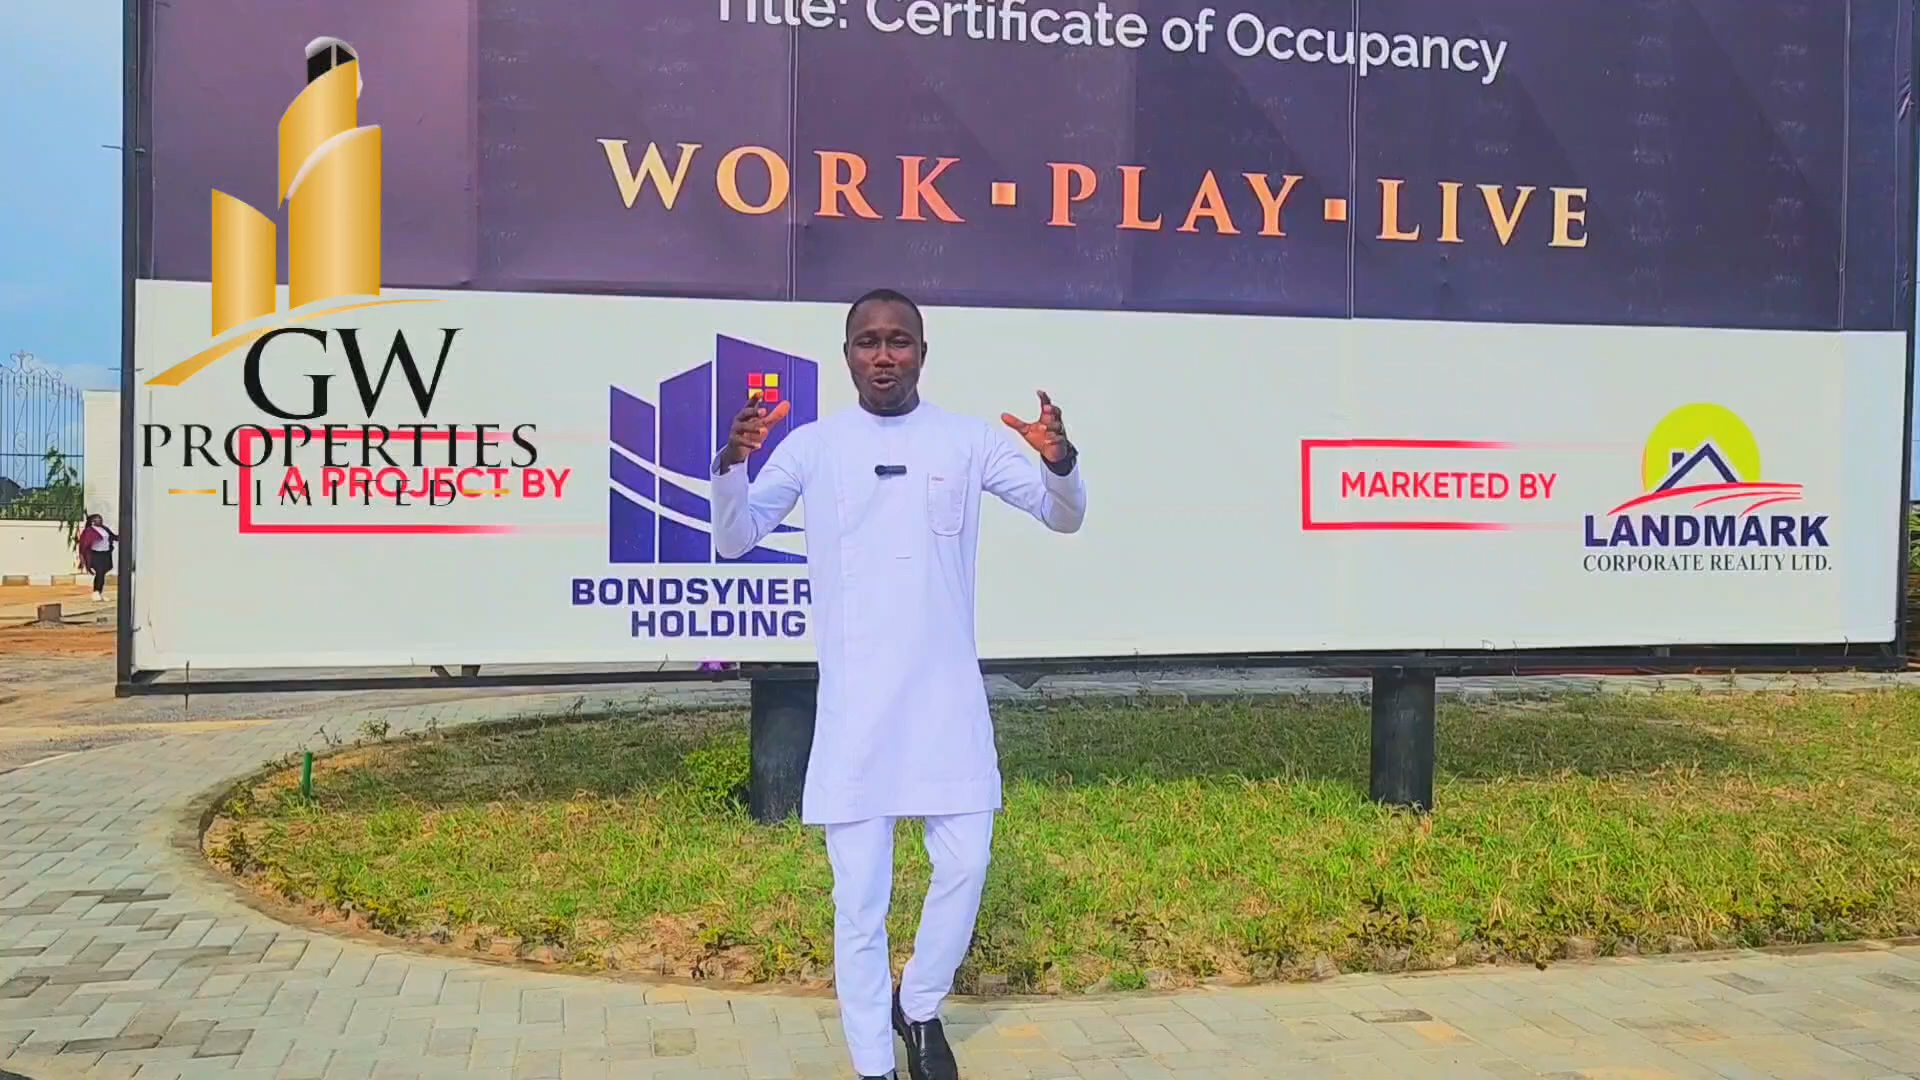 Title: Certificate of Occupancy
WORK • PLAY • LIVE
GW
PROPERTIES
LIMITED
A PROJECT BY
BONDSYNER
HOLDING
MARKETED BY
LANDMARK
CORPORATE REALTY LTD.